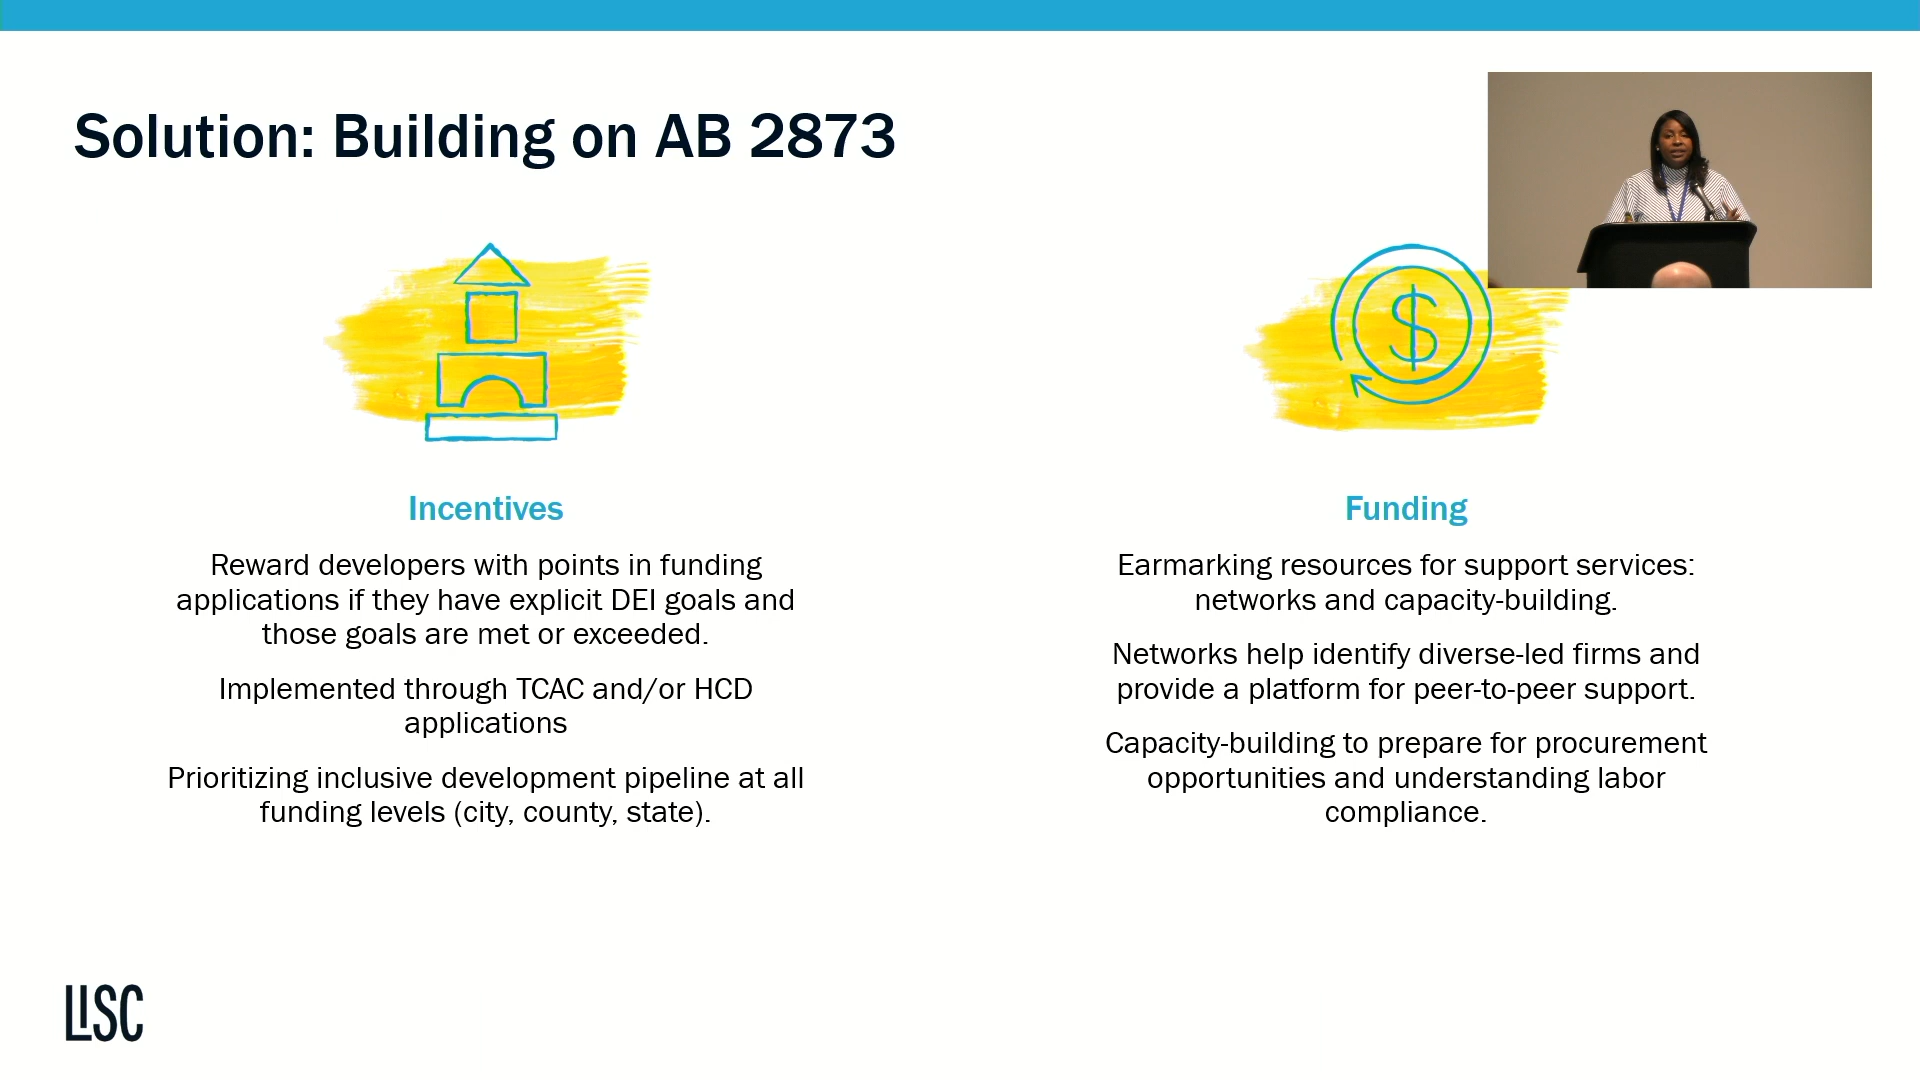 Solution: Building on AB 2873
Incentives
Reward developers with points in funding
applications if they have explicit DEI goals and
those goals are met or exceeded.
Implemented through TCAC and/or HCD
applications
Prioritizing inclusive development pipeline at all
funding levels (city, county, state).
Funding
Earmarking resources for support services:
networks and capacity-building.
Networks help identify diverse-led firms and
provide a platform for peer-to-peer support.
Capacity-building to prepare for procurement
opportunities and understanding labor
compliance.
LISC